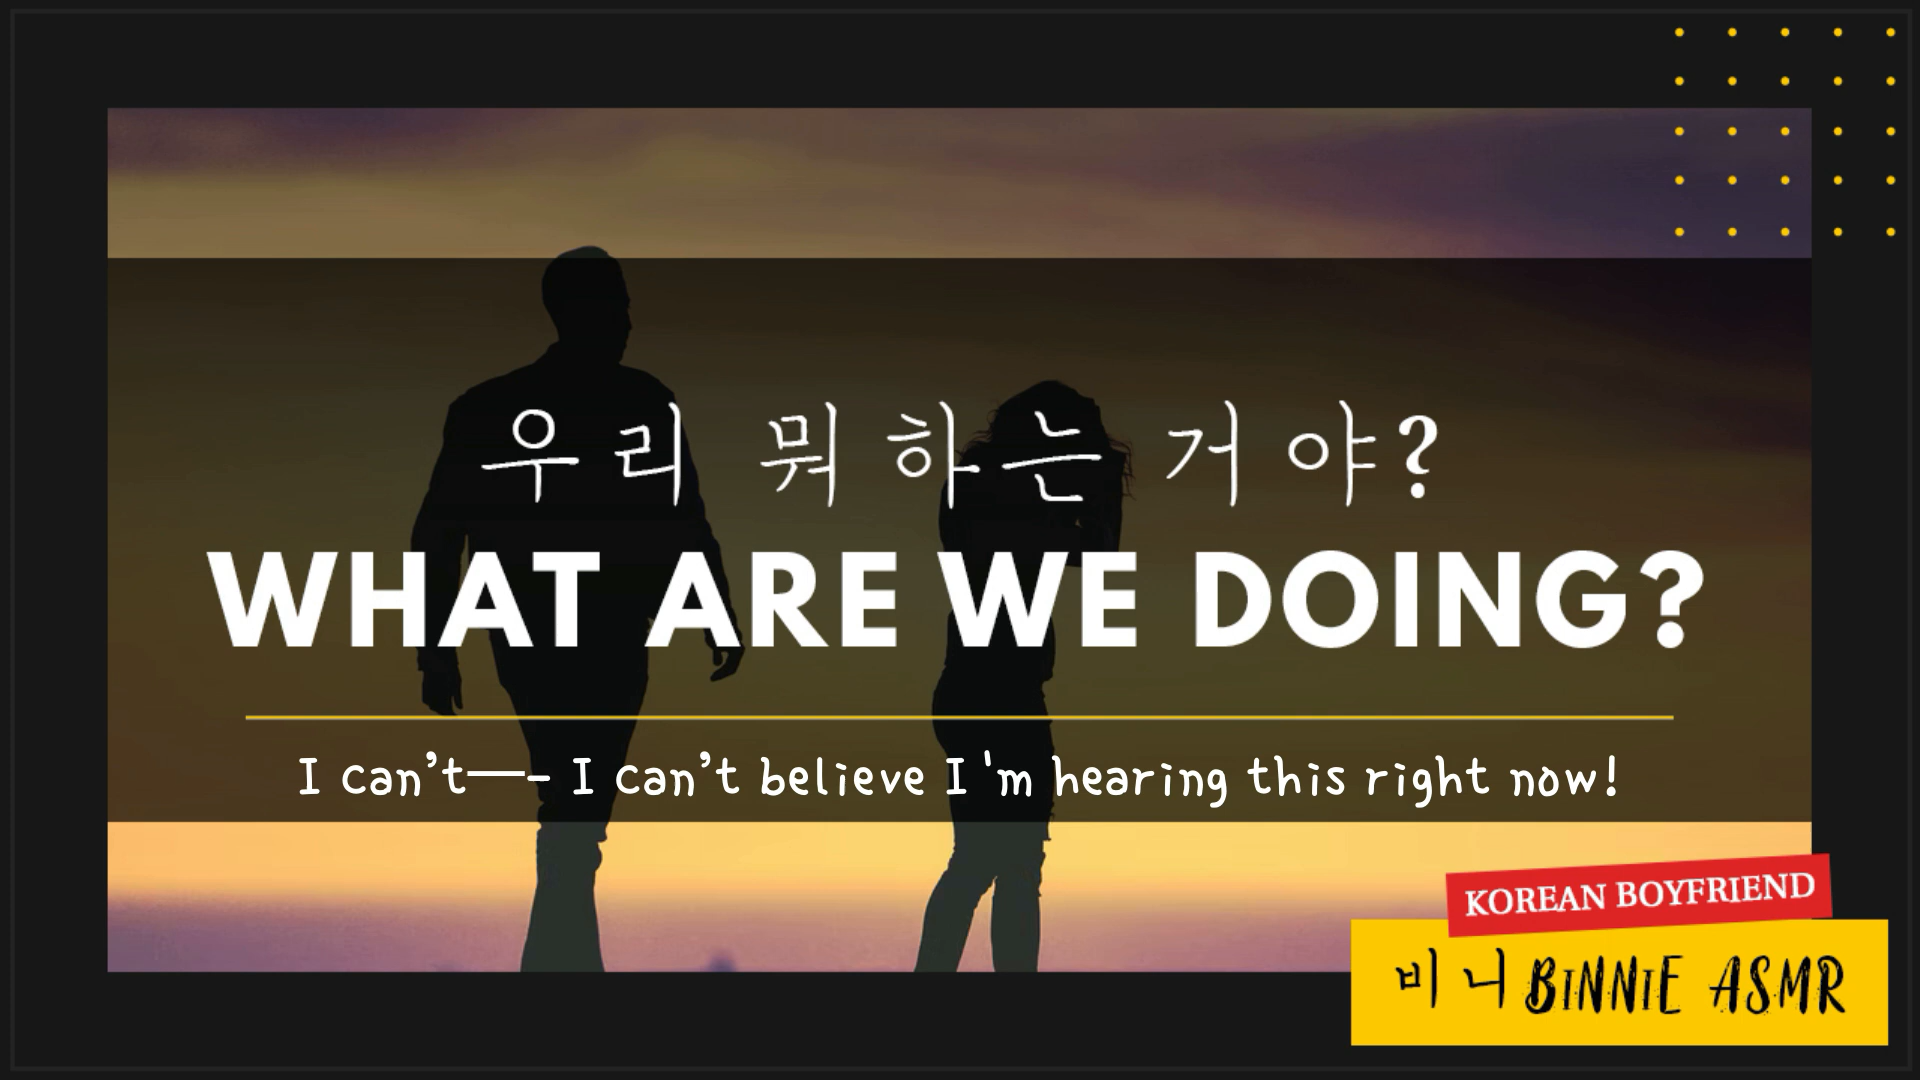 우리 뭐하는 거야?
WHAT ARE WE DOING?
I can’t—– I can’t believe I'm hearing this right now!
KOREAN BOYFRIEND
비니 BINNIE ASMR